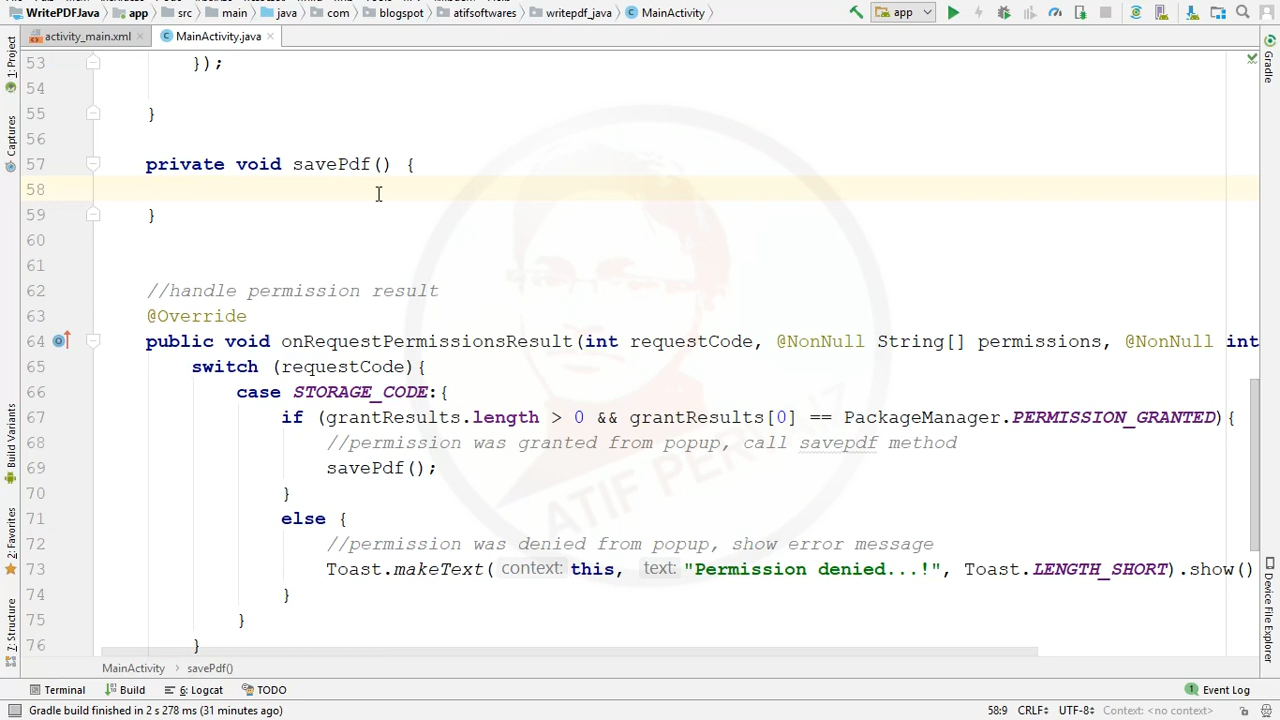 WritePDFJava app src main java com blogspot atifsoftwares writepdf_java MainActivity app
activity_main.xml MainActivity.java
53 });
54
55 }
56
57 private void savePdf() {
58
59 }
60
61
62 //handle permission result
63 @Override
64 public void onRequestPermissionsResult(int requestCode, @NonNull String[] permissions, @NonNull int
65 switch (requestCode){
66 case STORAGE_CODE:{
67 if (grantResults.length > 0 && grantResults[0] == PackageManager.PERMISSION_GRANTED){
68 //permission was granted from popup, call savepdf method
69 savePdf();
70 }
71 else {
72 //permission was denied from popup, show error message
73 Toast.makeText( context: this, text: "Permission denied...!", Toast.LENGTH_SHORT).show()
74 }
75 }
76 }
ATIF PERVAIZ
1: Project
Captures
Build Variants
2: Favorites
7: Structure
Gradle
Device File Explorer
MainActivity savePdf()
Terminal Build 6: Logcat TODO 1 Event Log
Gradle build finished in 2 s 278 ms (31 minutes ago) 58:9 CRLF UTF-8 Context: <no context>